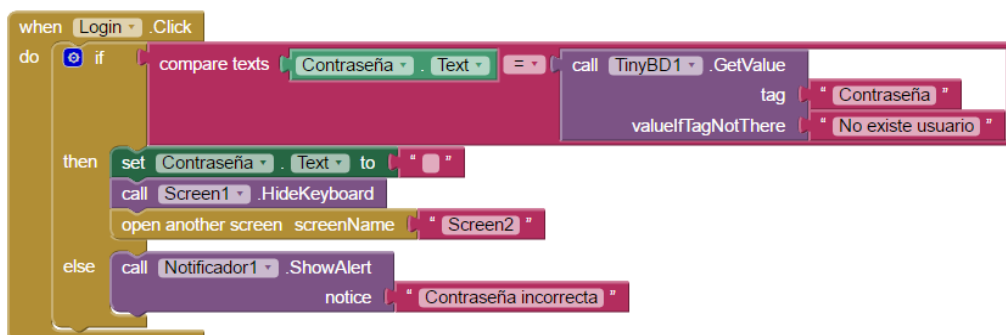 when Login .Click
do if compare texts Contraseña . Text = call TinyBD1 .GetValue
tag " Contraseña "
valueIfTagNotThere " No existe usuario "
then set Contraseña . Text to " "
call Screen1 .HideKeyboard
open another screen screenName " Screen2 "
else call Notificador1 .ShowAlert
notice " Contraseña incorrecta "